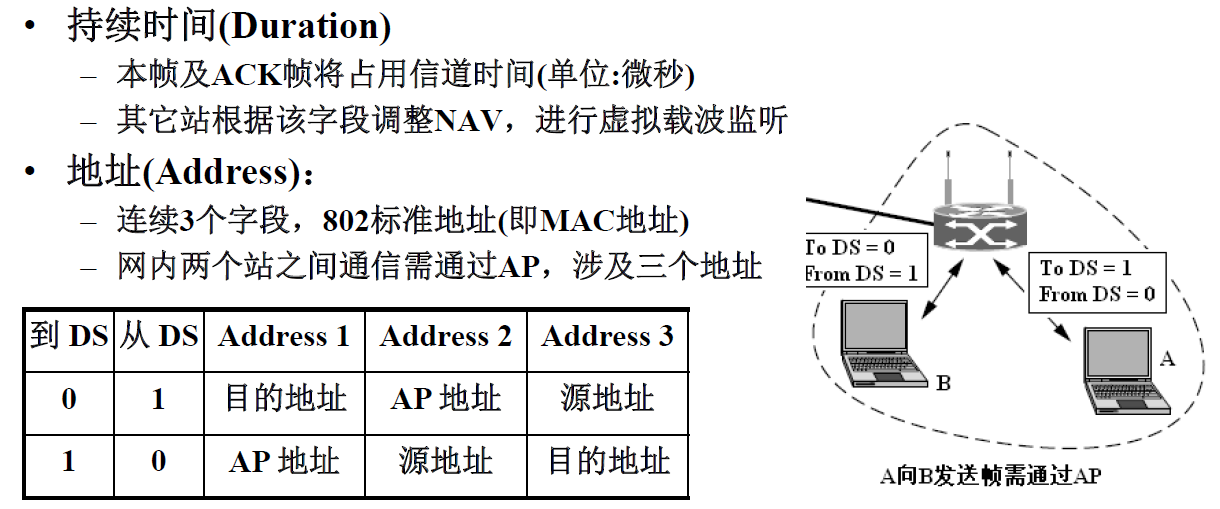 • 持续时间(Duration)
– 本帧及ACK帧将占用信道时间(单位:微秒)
– 其它站根据该字段调整NAV，进行虚拟载波监听
• 地址(Address)：
– 连续3个字段，802标准地址(即MAC地址)
– 网内两个站之间通信需通过AP，涉及三个地址
到 DS 从 DS Address 1 Address 2 Address 3
0 1 目的地址 AP 地址 源地址
1 0 AP 地址 源地址 目的地址
To DS = 0
From DS = 1
To DS = 1
From DS = 0
B
A
A向B发送帧需通过AP